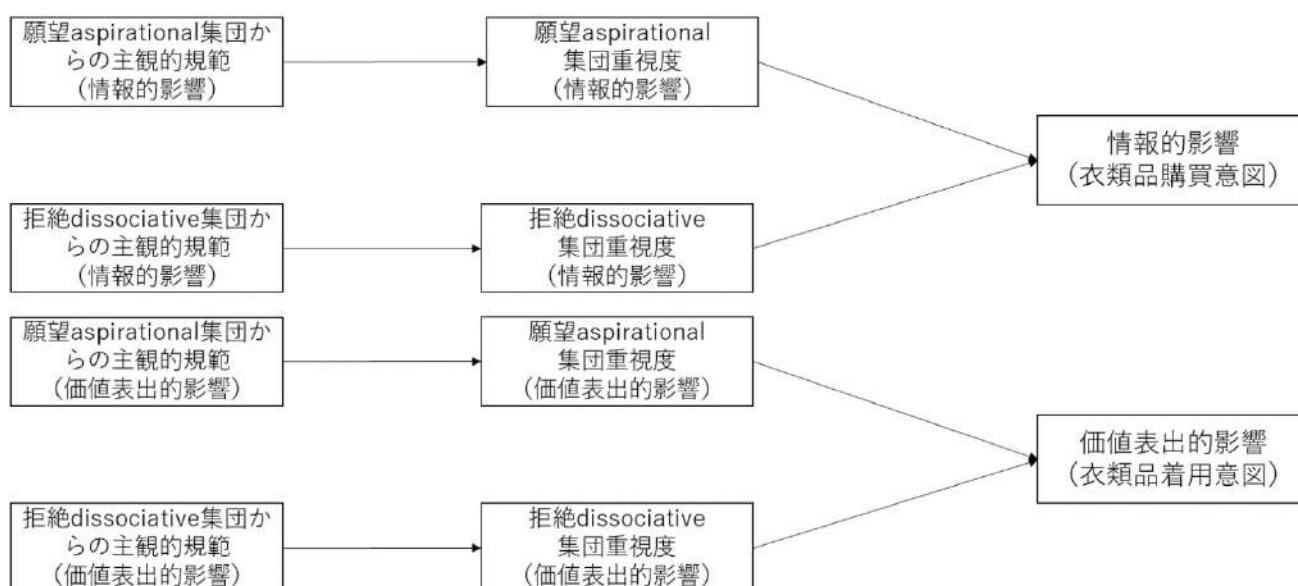 願望aspirational集団か
らの主観的規範
（情報的影響）
願望aspirational
集団重視度
（情報的影響）
情報的影響
（衣類品購買意図）
拒絶dissociative集団か
らの主観的規範
（情報的影響）
拒絶dissociative
集団重視度
（情報的影響）
願望aspirational集団か
らの主観的規範
（価値表出的影響）
願望aspirational
集団重視度
（価値表出的影響）
価値表出的影響
（衣類品着用意図）
拒絶dissociative集団か
らの主観的規範
（価値表出的影響）
拒絶dissociative
集団重視度
（価値表出的影響）